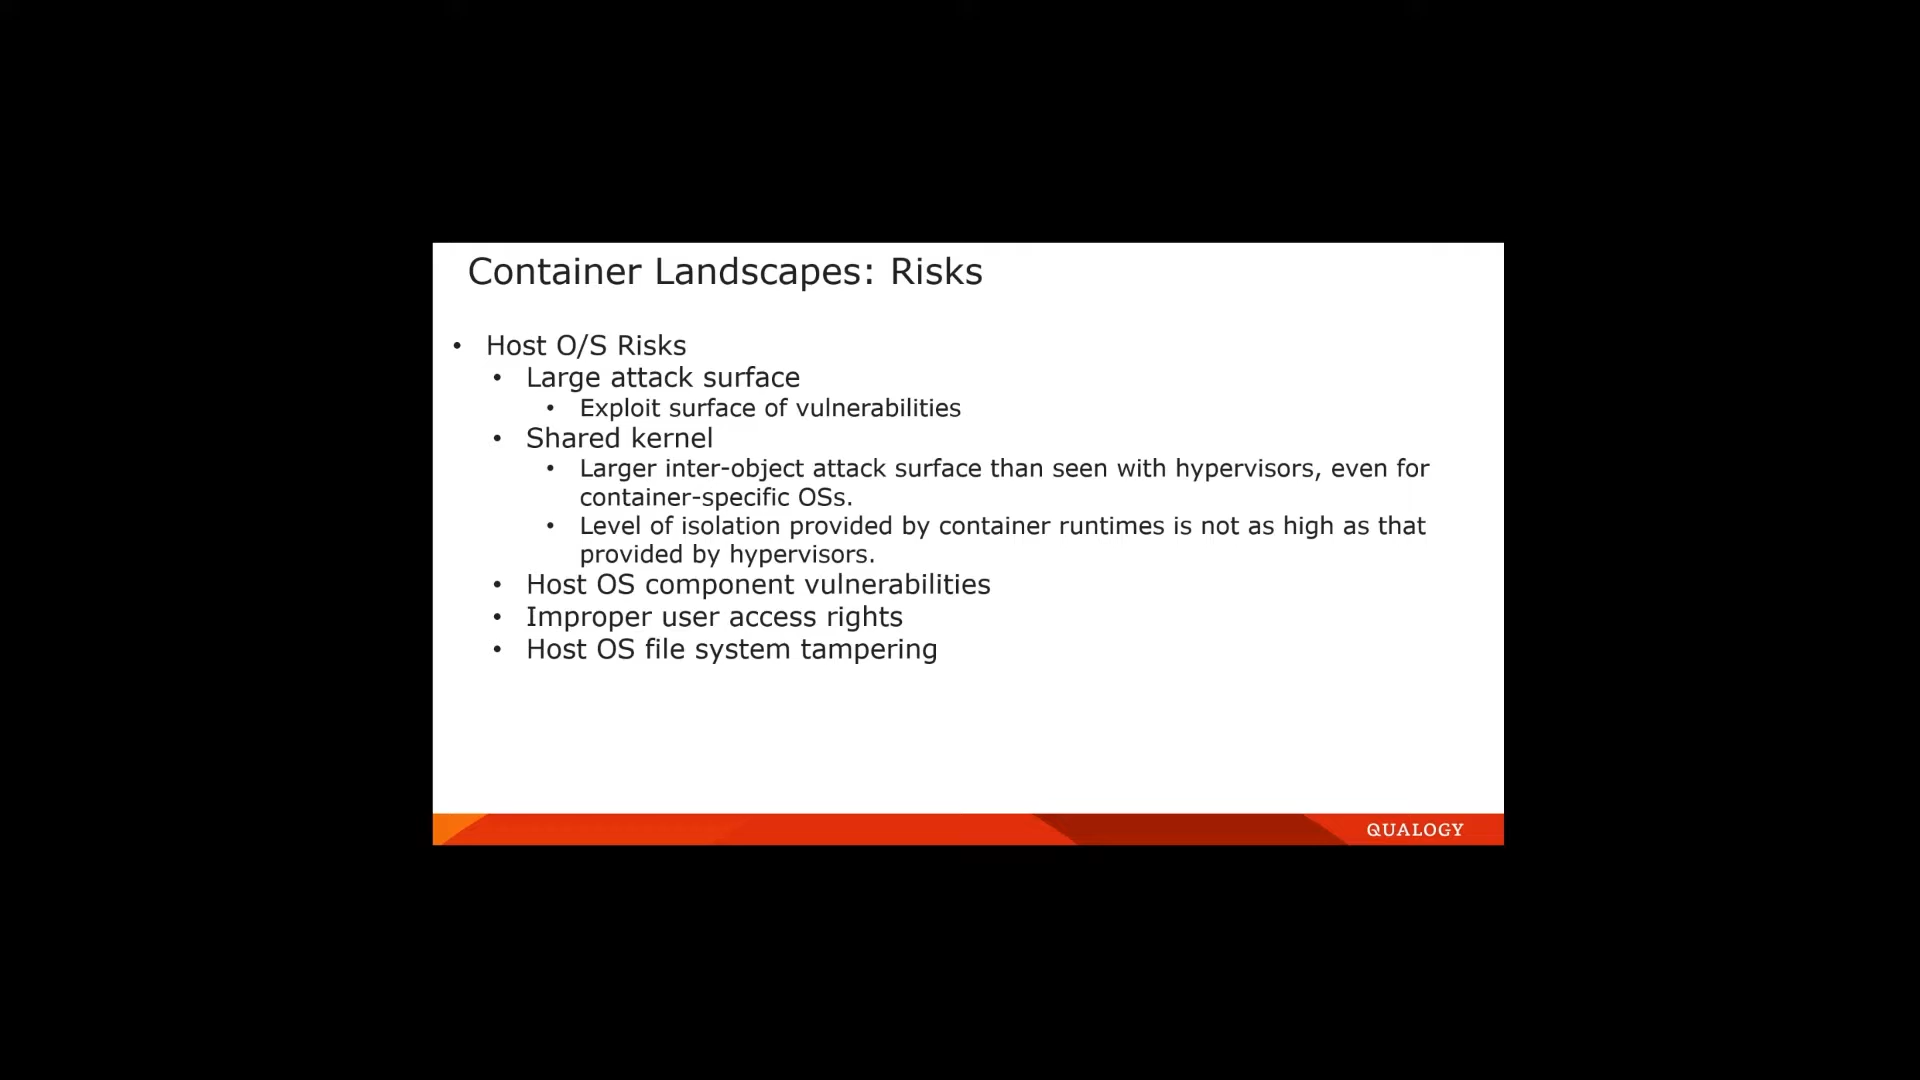 Container Landscapes: Risks
• Host O/S Risks
• Large attack surface
• Exploit surface of vulnerabilities
• Shared kernel
• Larger inter-object attack surface than seen with hypervisors, even for
container-specific OSs.
• Level of isolation provided by container runtimes is not as high as that
provided by hypervisors.
• Host OS component vulnerabilities
• Improper user access rights
• Host OS file system tampering
QUALOGY